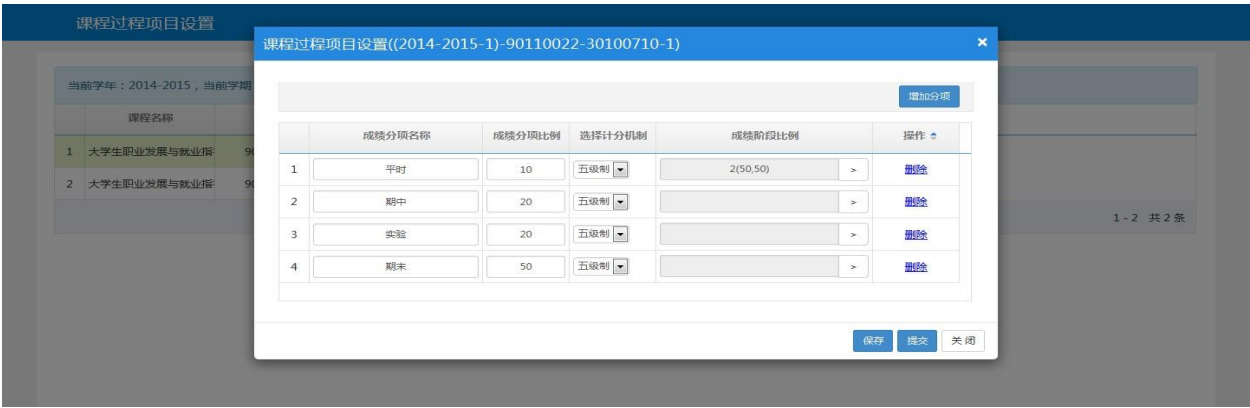 课程过程项目设置
课程过程项目设置((2014-2015-1)-90110022-30100710-1) ×
当前学年:2014-2015,当前学期
增加分项
课程名称
1 大学生职业发展与就业指 90
2 大学生职业发展与就业指 90
1 - 2 共 2 条
成绩分项名称 成绩分项比例 选择计分机制 成绩阶段比例 操作
1 平时 10 五级制 2(50,50) > 删除
2 期中 20 五级制 > 删除
3 实验 20 五级制 > 删除
4 期末 50 五级制 > 删除
保存 提交 关闭